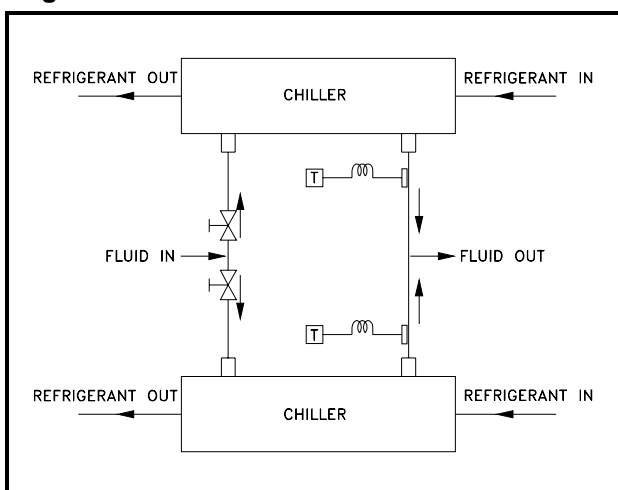 REFRIGERANT OUT
REFRIGERANT IN
CHILLER
T
FLUID IN
FLUID OUT
T
REFRIGERANT OUT
REFRIGERANT IN
CHILLER